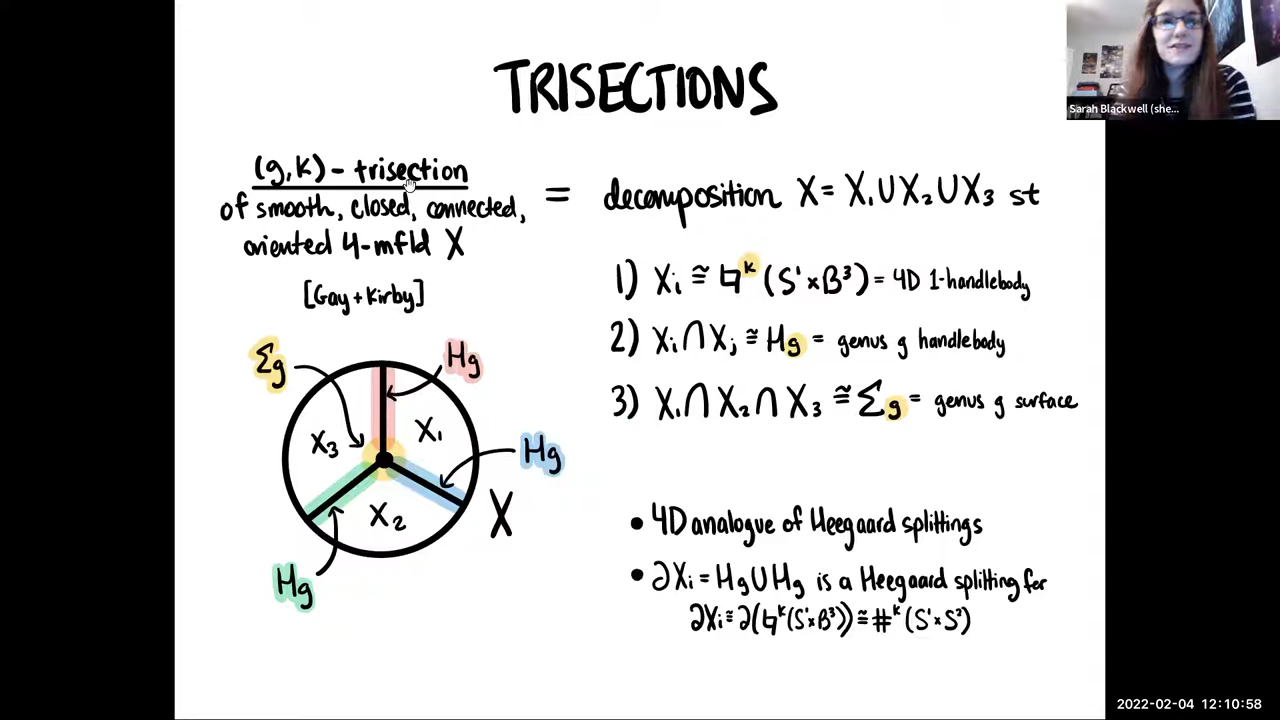 TRISECTIONS
(g,k)-trisection
of smooth, closed, connected,
oriented 4-mfld X
[Gay+Kirby]
= decomposition X = X₁∪X₂∪X₃ st
1) Xᵢ ≅ ♮ᵏ(S¹×B³) = 4D 1-handlebody
2) Xᵢ∩Xⱼ ≅ Hg = genus g handlebody
3) X₁∩X₂∩X₃ ≅ Σg = genus g surface
Σg
Hg
X₃
X₁
Hg
X₂
X
Hg
• 4D analogue of Heegaard splittings
• ∂Xᵢ = Hg∪Hg is a Heegaard splitting for
∂Xᵢ ≅ ∂(♮ᵏ(S¹×B³)) ≅ #ᵏ(S¹×S²)
Sarah Blackwell (she...
2022-02-04 12:10:58